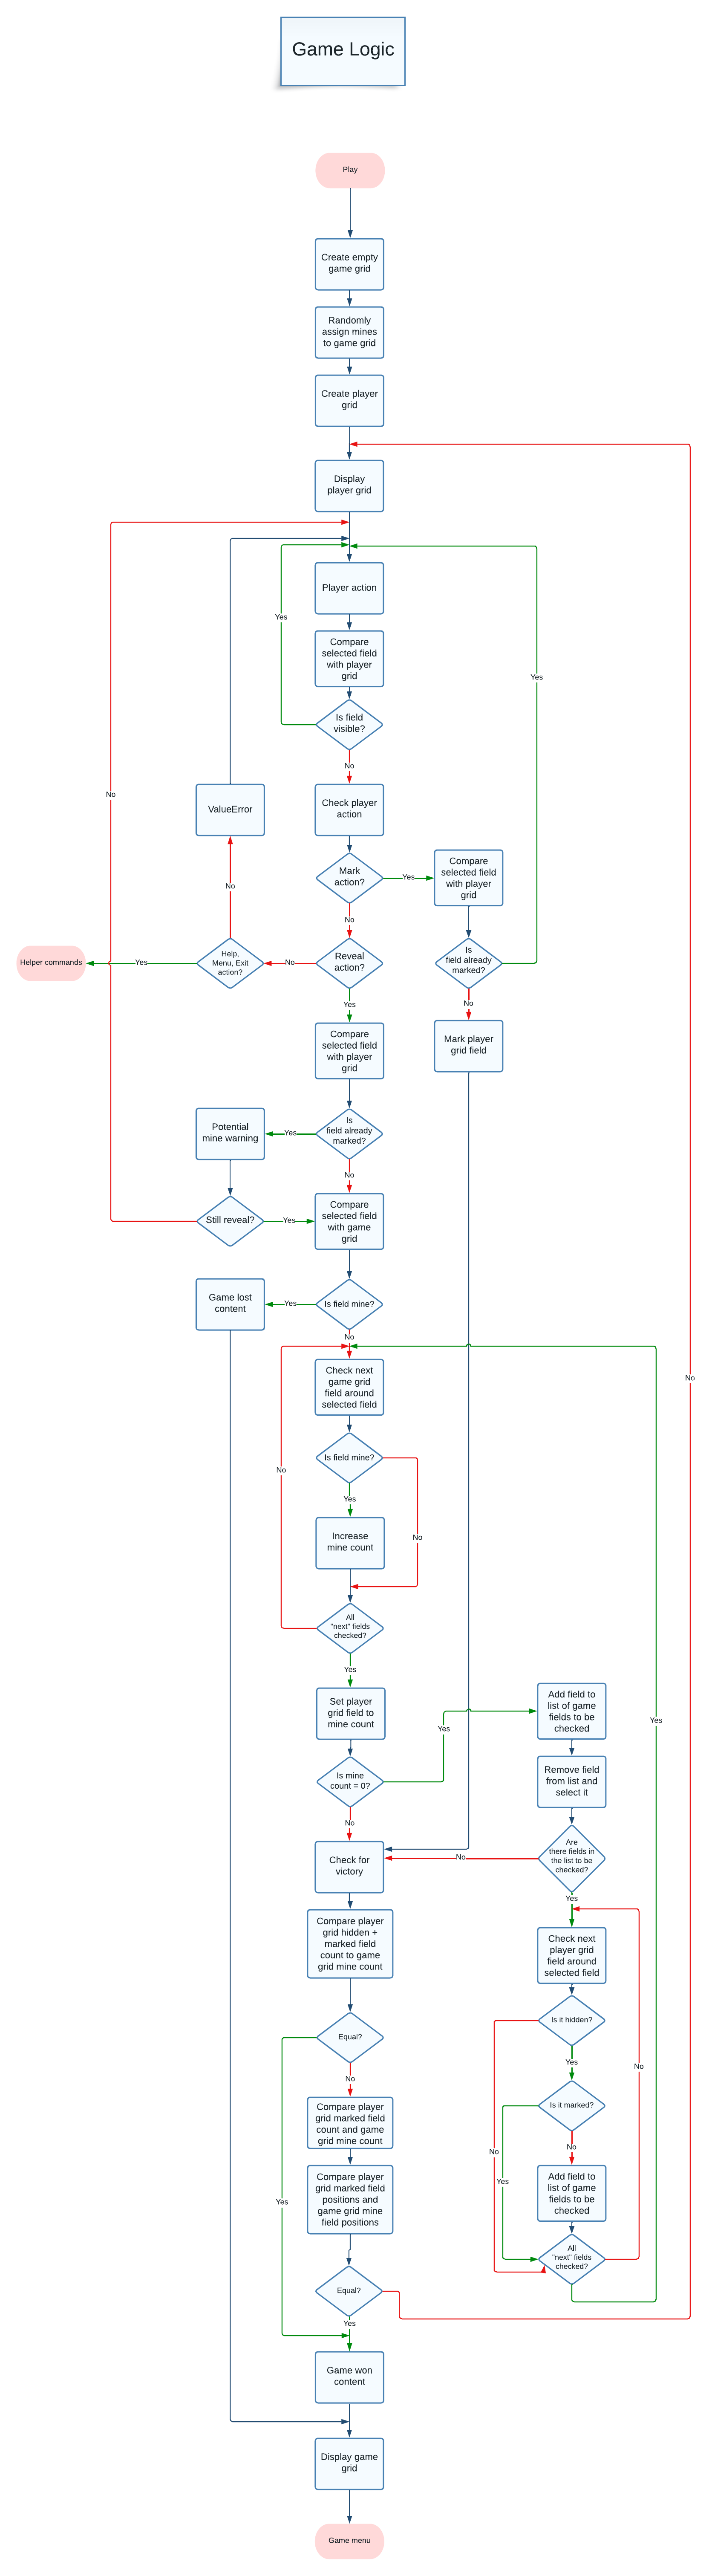 Game Logic
Play
Create empty
game grid
Randomly
assign mines
to game grid
Create player
grid
Display
player grid
Player action
Yes
Compare
selected field
with player
grid
Yes
Is field
visible?
No
No
ValueError
Check player
action
Mark
action?
Yes
Compare
selected field
with player
grid
No
No
Helper commands
Yes
Help,
Menu, Exit
action?
No
Reveal
action?
Is
field already
marked?
Yes
No
Compare
selected field
with player
grid
Mark player
grid field
Potential
mine warning
Yes
Is
field already
marked?
No
Still reveal?
Yes
Compare
selected field
with game
grid
Game lost
content
Yes
Is field mine?
No
Check next
game grid
field around
selected field
No
Is field mine?
No
Yes
Increase
mine count
No
All
"next" fields
checked?
Yes
Set player
grid field to
mine count
Yes
Add field to
list of game
fields to be
checked
Yes
Is mine
count = 0?
Remove field
from list and
select it
No
Check for
victory
No
Are
there fields in
the list to be
checked?
Yes
Compare player
grid hidden +
marked field
count to game
grid mine count
Check next
player grid
field around
selected field
Equal?
Is it hidden?
No
Yes
No
Compare player
grid marked field
count and game
grid mine count
Is it marked?
No
No
Yes
Compare player
grid marked field
positions and
game grid mine
field positions
Yes
Add field to
list of game
fields to be
checked
All
"next" fields
checked?
Equal?
Yes
Game won
content
Display game
grid
Game menu